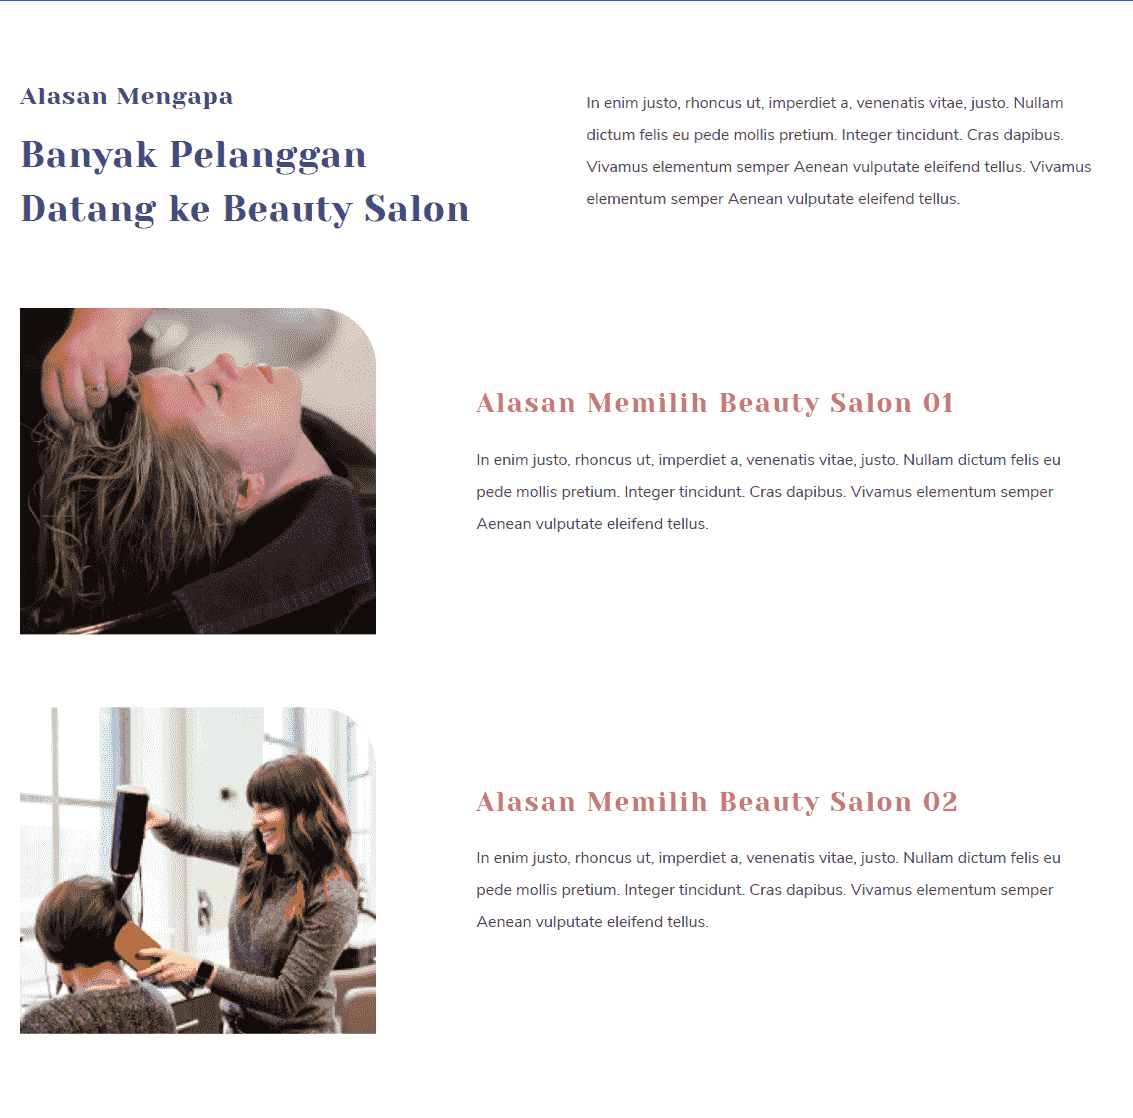 Alasan Mengapa
Banyak Pelanggan
Datang ke Beauty Salon
In enim justo, rhoncus ut, imperdiet a, venenatis vitae, justo. Nullam
dictum felis eu pede mollis pretium. Integer tincidunt. Cras dapibus.
Vivamus elementum semper Aenean vulputate eleifend tellus. Vivamus
elementum semper Aenean vulputate eleifend tellus.
Alasan Memilih Beauty Salon 01
In enim justo, rhoncus ut, imperdiet a, venenatis vitae, justo. Nullam dictum felis eu
pede mollis pretium. Integer tincidunt. Cras dapibus. Vivamus elementum semper
Aenean vulputate eleifend tellus.
Alasan Memilih Beauty Salon 02
In enim justo, rhoncus ut, imperdiet a, venenatis vitae, justo. Nullam dictum felis eu
pede mollis pretium. Integer tincidunt. Cras dapibus. Vivamus elementum semper
Aenean vulputate eleifend tellus.